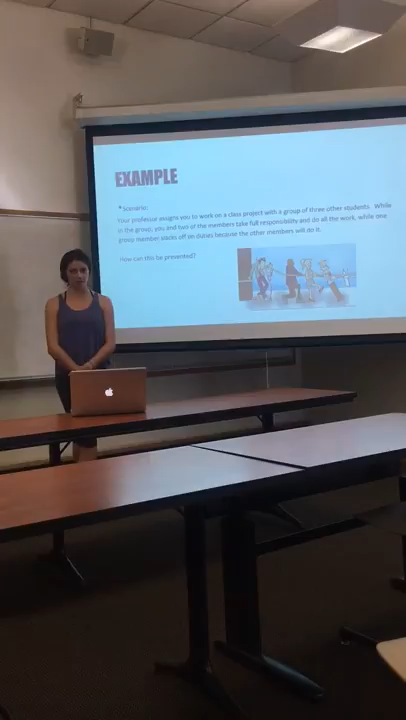 EXAMPLE
* Scenario:
Your professor assigns you to work on a class project with a group of three other students. While
in the group, you and two of the members take full responsibility and do all the work, while one
group member slacks off on duties because the other members will do it.
How can this be prevented?